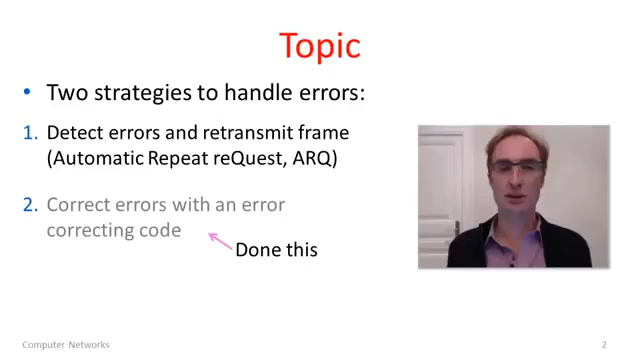 Topic
• Two strategies to handle errors:
1. Detect errors and retransmit frame
(Automatic Repeat reQuest, ARQ)
2. Correct errors with an error
correcting code
Done this
Computer Networks
2